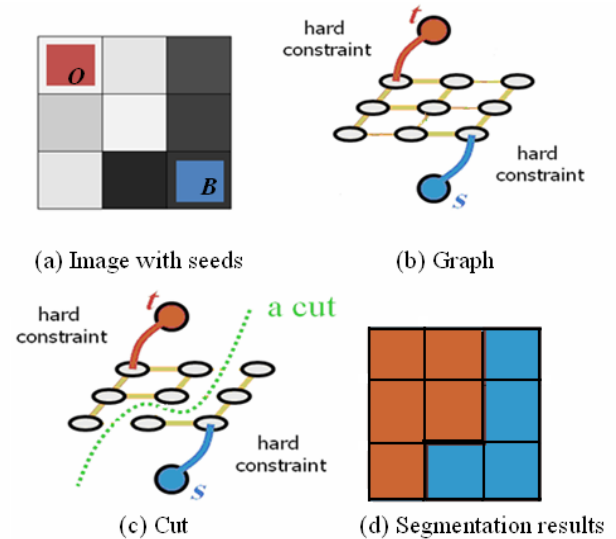 O
B
(a) Image with seeds
hard
constraint
t
hard
constraint
s
(b) Graph
hard
constraint
t
a cut
hard
constraint
s
(c) Cut
(d) Segmentation results